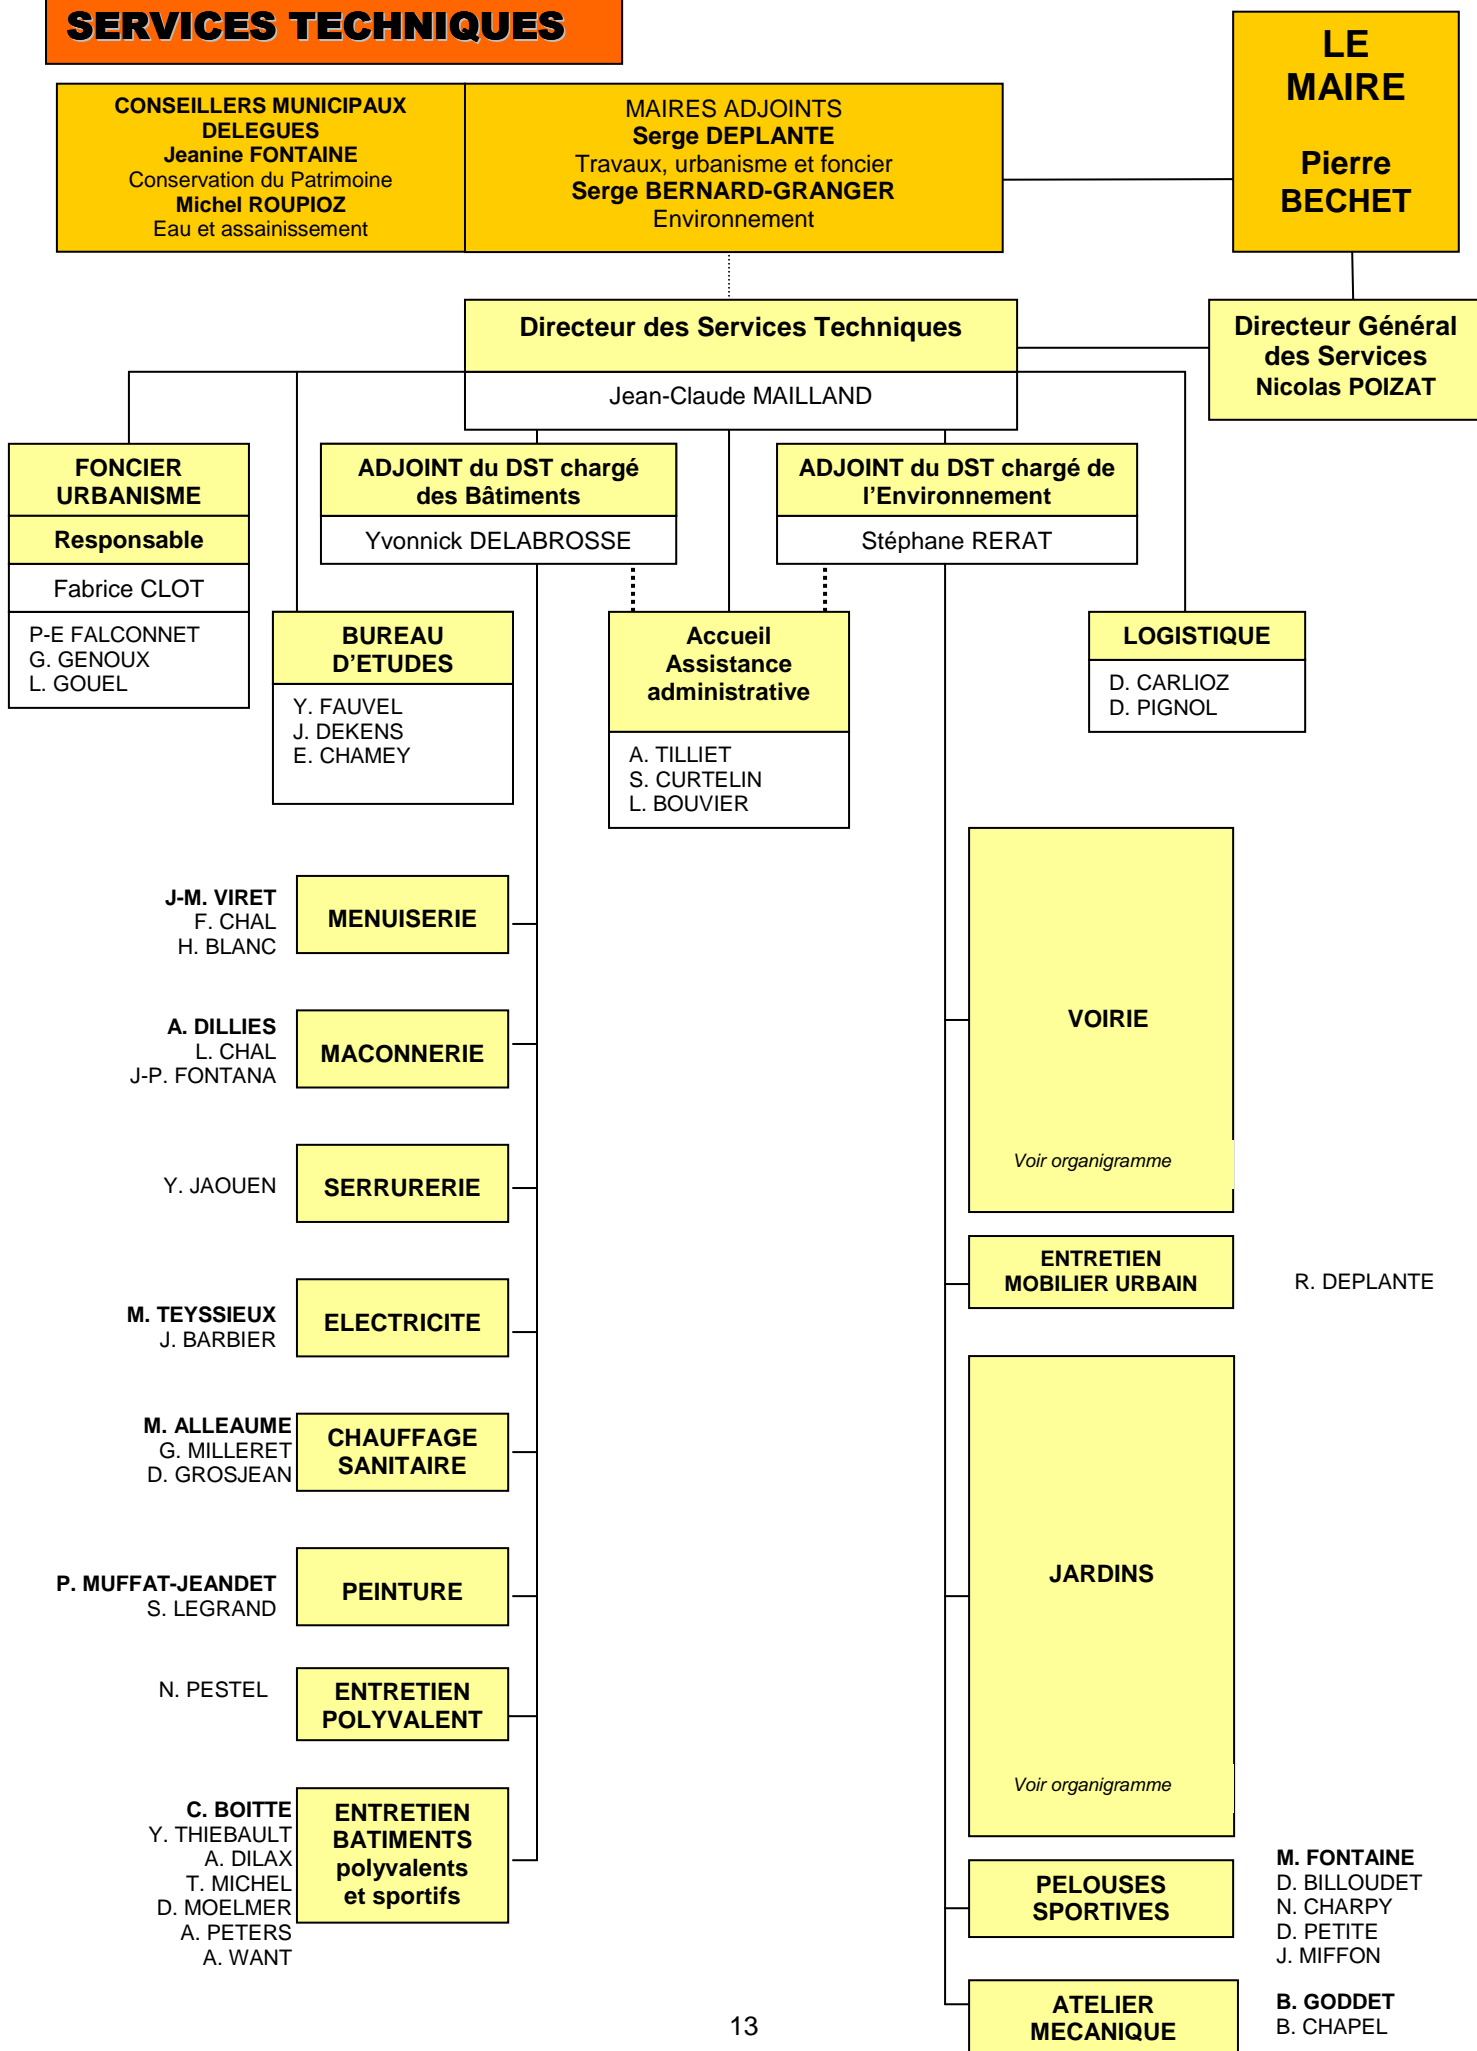 SERVICES TECHNIQUES
LE
MAIRE
Pierre
BECHET
CONSEILLERS MUNICIPAUX
DELEGUES
Jeanine FONTAINE
Conservation du Patrimoine
Michel ROUPIOZ
Eau et assainissement
MAIRES ADJOINTS
Serge DEPLANTE
Travaux, urbanisme et foncier
Serge BERNARD-GRANGER
Environnement
Directeur des Services Techniques
Jean-Claude MAILLAND
Directeur Général
des Services
Nicolas POIZAT
FONCIER
URBANISME
Responsable
Fabrice CLOT
P-E FALCONNET
G. GENOUX
L. GOUEL
ADJOINT du DST chargé
des Bâtiments
Yvonnick DELABROSSE
ADJOINT du DST chargé de
l'Environnement
Stéphane RERAT
BUREAU
D'ETUDES
Y. FAUVEL
J. DEKENS
E. CHAMEY
Accueil
Assistance
administrative
A. TILLIET
S. CURTELIN
L. BOUVIER
LOGISTIQUE
D. CARLIOZ
D. PIGNOL
J-M. VIRET
F. CHAL
H. BLANC
MENUISERIE
A. DILLIES
L. CHAL
J-P. FONTANA
MACONNERIE
Y. JAOUEN
SERRURERIE
M. TEYSSIEUX
J. BARBIER
ELECTRICITE
M. ALLEAUME
G. MILLERET
D. GROSJEAN
CHAUFFAGE
SANITAIRE
P. MUFFAT-JEANDET
S. LEGRAND
PEINTURE
N. PESTEL
ENTRETIEN
POLYVALENT
C. BOITTE
Y. THIEBAULT
A. DILAX
T. MICHEL
D. MOELMER
A. PETERS
A. WANT
ENTRETIEN
BATIMENTS
polyvalents
et sportifs
VOIRIE
Voir organigramme
ENTRETIEN
MOBILIER URBAIN
R. DEPLANTE
JARDINS
Voir organigramme
PELOUSES
SPORTIVES
M. FONTAINE
D. BILLOUDET
N. CHARPY
D. PETITE
J. MIFFON
ATELIER
MECANIQUE
B. GODDET
B. CHAPEL
13